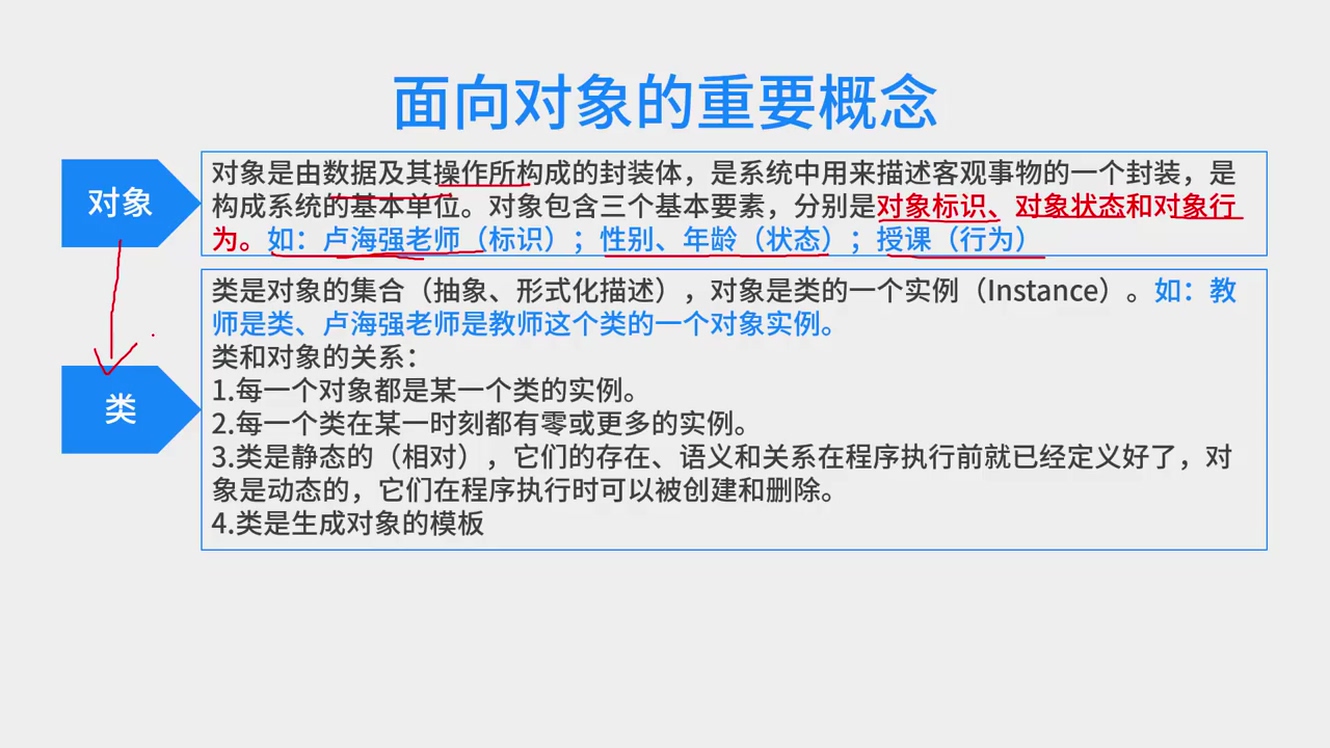 面向对象的重要概念
对象
对象是由数据及其操作所构成的封装体，是系统中用来描述客观事物的一个封装，是
构成系统的基本单位。对象包含三个基本要素，分别是对象标识、对象状态和对象行
为。如：卢海强老师（标识）；性别、年龄（状态）；授课（行为）
类
类是对象的集合（抽象、形式化描述），对象是类的一个实例（Instance）。如：教
师是类、卢海强老师是教师这个类的一个对象实例。
类和对象的关系：
1.每一个对象都是某一个类的实例。
2.每一个类在某一时刻都有零或更多的实例。
3.类是静态的（相对），它们的存在、语义和关系在程序执行前就已经定义好了，对
象是动态的，它们在程序执行时可以被创建和删除。
4.类是生成对象的模板